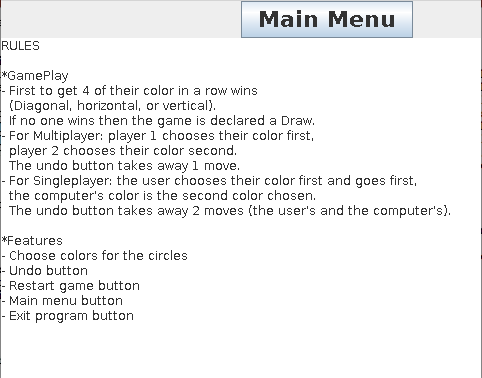 Main Menu
RULES
*GamePlay
- First to get 4 of their color in a row wins
(Diagonal, horizontal, or vertical).
If no one wins then the game is declared a Draw.
- For Multiplayer: player 1 chooses their color first,
player 2 chooses their color second.
The undo button takes away 1 move.
- For Singleplayer: the user chooses their color first and goes first,
the computer's color is the second color chosen.
The undo button takes away 2 moves (the user's and the computer's).
*Features
- Choose colors for the circles
- Undo button
- Restart game button
- Main menu button
- Exit program button